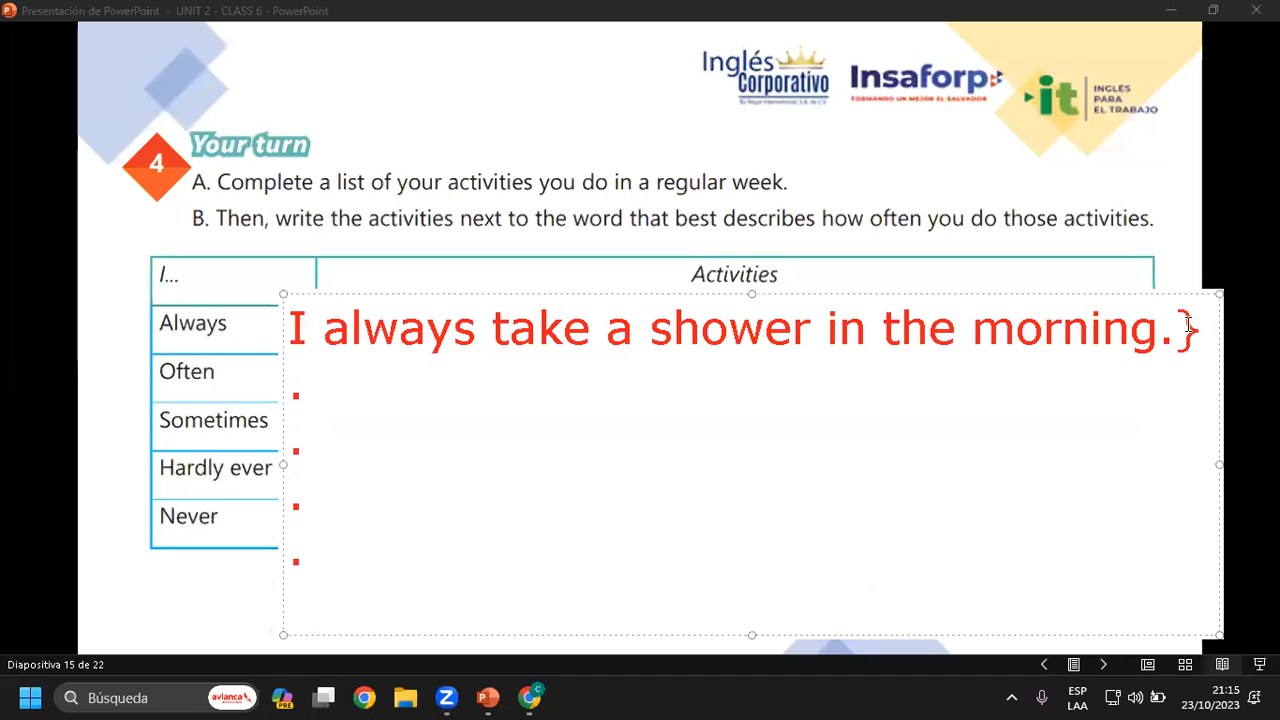 Presentación de PowerPoint - UNIT 2 - CLASS 6 - PowerPoint
Inglés
Corporativo
Insaforp
FORMANDO UN MEJOR EL SALVADOR
it
INGLÉS
PARA
EL TRABAJO
4
Your turn
A. Complete a list of your activities you do in a regular week.
B. Then, write the activities next to the word that best describes how often you do those activities.
I...
Activities
Always
I always take a shower in the morning.}
Often
.
Sometimes
.
Hardly ever
.
Never
.
Diapositiva 15 de 22
Búsqueda
avianca
PRE
C
ESP
LAA
21:15
23/10/2023